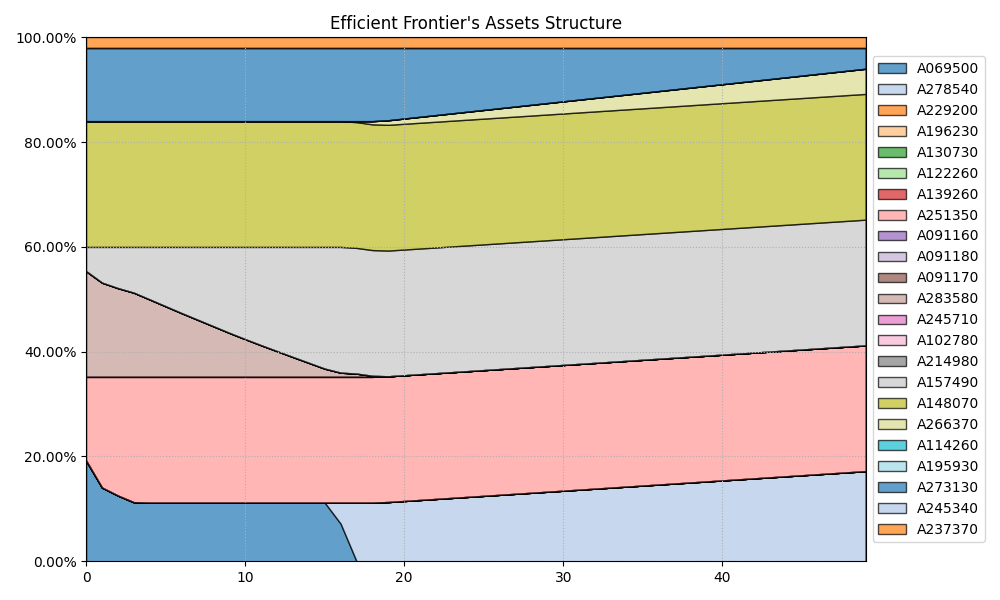 Efficient Frontier's Assets Structure
100.00%
80.00%
60.00%
40.00%
20.00%
0.00%
0
10
20
30
40
A069500
A278540
A229200
A196230
A130730
A122260
A139260
A251350
A091160
A091180
A091170
A283580
A245710
A102780
A214980
A157490
A148070
A266370
A114260
A195930
A273130
A245340
A237370